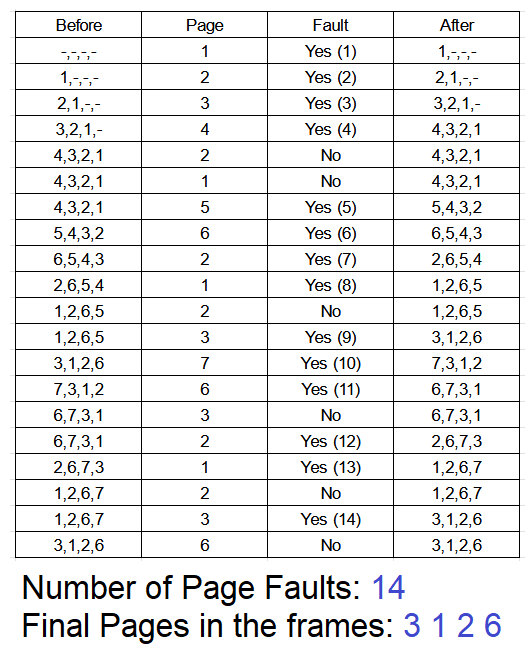 Before Page Fault After
-,-,-,- 1 Yes (1) 1,-,-,-
1,-,-,- 2 Yes (2) 2,1,-,-
2,1,-,- 3 Yes (3) 3,2,1,-
3,2,1,- 4 Yes (4) 4,3,2,1
4,3,2,1 2 No 4,3,2,1
4,3,2,1 1 No 4,3,2,1
4,3,2,1 5 Yes (5) 5,4,3,2
5,4,3,2 6 Yes (6) 6,5,4,3
6,5,4,3 2 Yes (7) 2,6,5,4
2,6,5,4 1 Yes (8) 1,2,6,5
1,2,6,5 2 No 1,2,6,5
1,2,6,5 3 Yes (9) 3,1,2,6
3,1,2,6 7 Yes (10) 7,3,1,2
7,3,1,2 6 Yes (11) 6,7,3,1
6,7,3,1 3 No 6,7,3,1
6,7,3,1 2 Yes (12) 2,6,7,3
2,6,7,3 1 Yes (13) 1,2,6,7
1,2,6,7 2 No 1,2,6,7
1,2,6,7 3 Yes (14) 3,1,2,6
3,1,2,6 6 No 3,1,2,6
Number of Page Faults: 14
Final Pages in the frames: 3 1 2 6